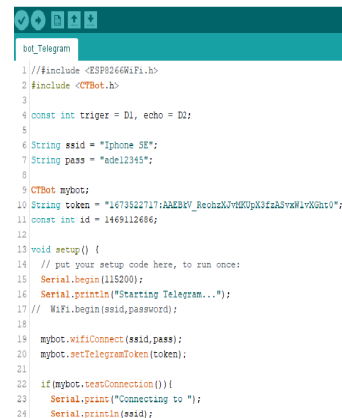 bot_Telegram
1 //#include <ESP8266WiFi.h>
2 #include <CTBot.h>
3
4 const int triger = D1, echo = D2;
5
6 String ssid = "Iphone SE";
7 String pass = "ade12345";
8
9 CTBot mybot;
10 String token = "1673522717:AAEBkV_ReohzXJvMKUpX3fzASvxW1vXGht0";
11 const int id = 1469112686;
12
13 void setup() {
14 // put your setup code here, to run once:
15 Serial.begin(115200);
16 Serial.println("Starting Telegram...");
17 // WiFi.begin(ssid,password);
18
19 mybot.wifiConnect(ssid,pass);
20 mybot.setTelegramToken(token);
21
22 if(mybot.testConnection()){
23 Serial.print("Connecting to ");
24 Serial.println(ssid);